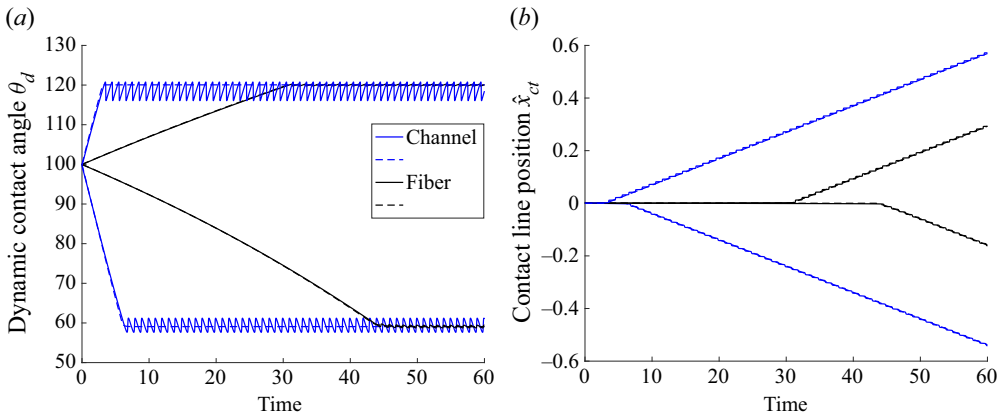 (a)
130
120
110
100
90
80
70
60
50
Dynamic contact angle θd
0 10 20 30 40 50 60
Time
Channel
Fiber
(b)
0.6
0.4
0.2
0
–0.2
–0.4
–0.6
Contact line position x̂ct
0 10 20 30 40 50 60
Time